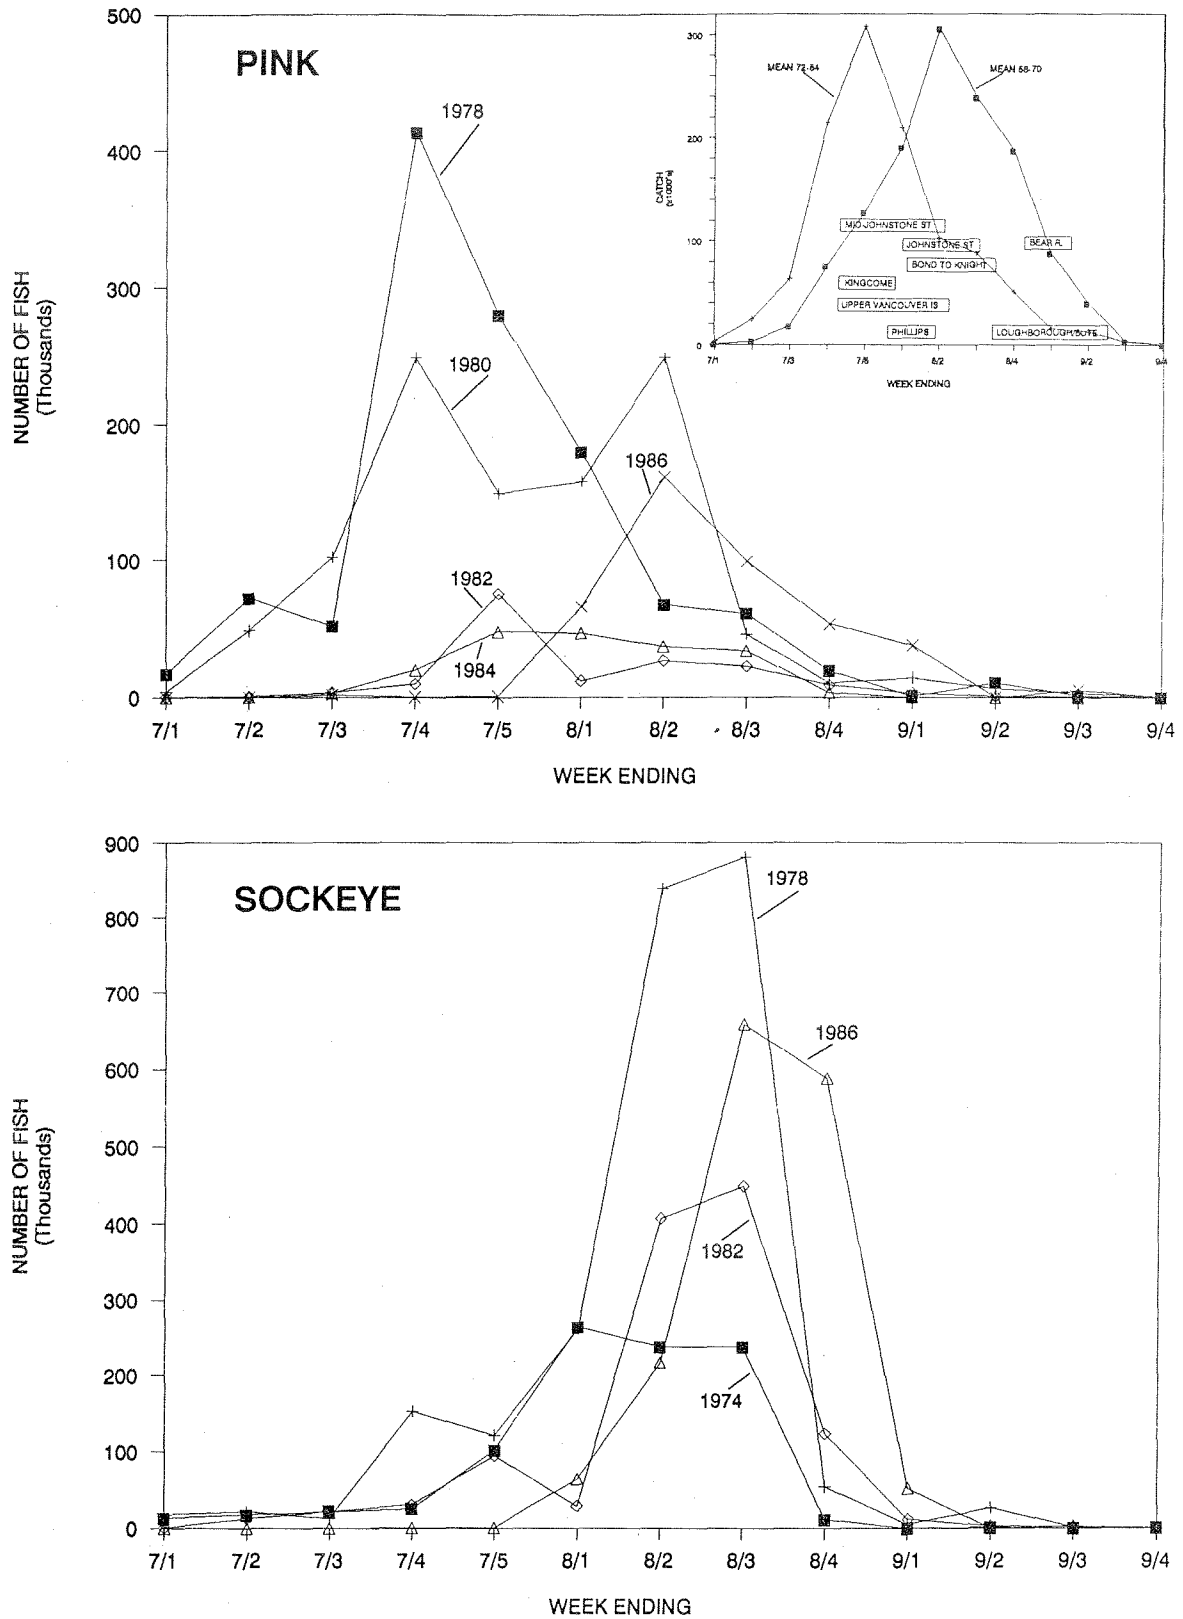 PINK
500
400
300
200
100
0
NUMBER OF FISH
(Thousands)
1978
1980
1986
1982
1984
7/1 7/2 7/3 7/4 7/5 8/1 8/2 8/3 8/4 9/1 9/2 9/3 9/4
WEEK ENDING
300
200
100
0
CATCH
(x1000's)
MEAN 72-84
MEAN 58-70
MID JOHNSTONE ST
JOHNSTONE ST
BEAR R.
BOND TO KNIGHT
KINGCOME
UPPER VANCOUVER IS
PHILLIPS
LOUGHBOROUGH/BUTE
7/1 7/3 7/5 8/2 8/4 9/2 9/4
WEEK ENDING
SOCKEYE
900
800
700
600
500
400
300
200
100
0
NUMBER OF FISH
(Thousands)
1978
1986
1982
1974
7/1 7/2 7/3 7/4 7/5 8/1 8/2 8/3 8/4 9/1 9/2 9/3 9/4
WEEK ENDING